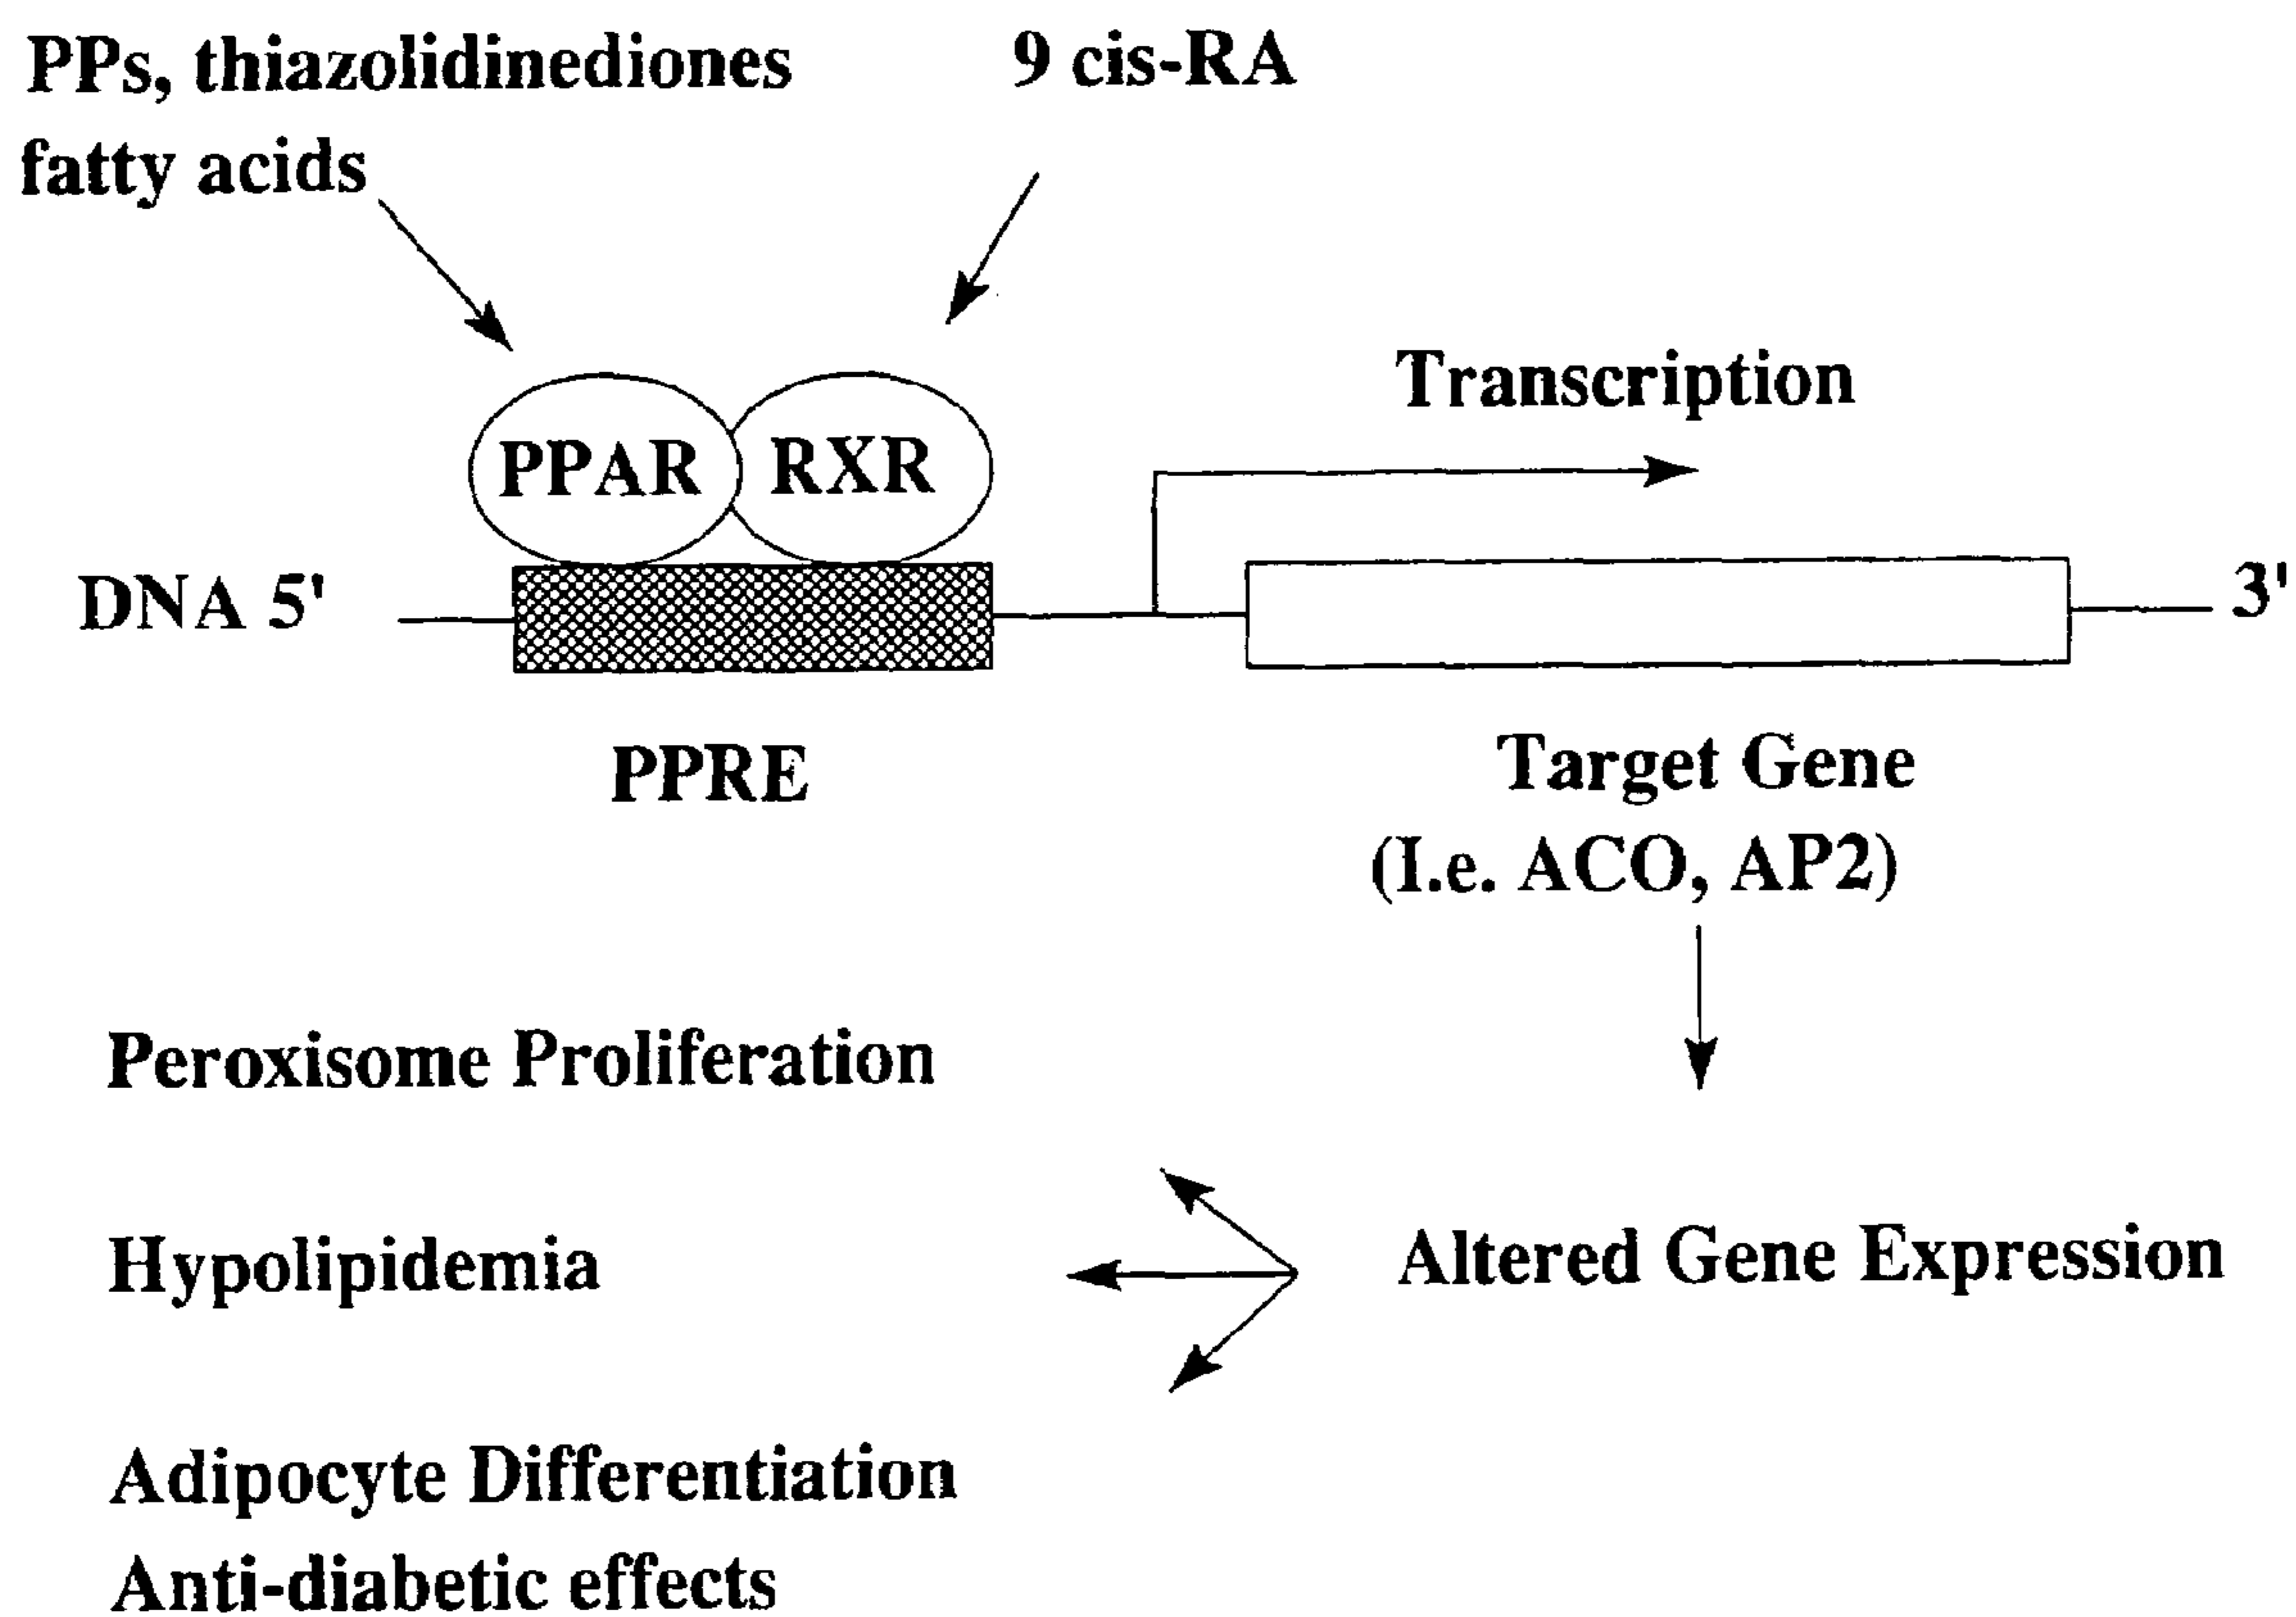 PPs, thiazolidinediones
fatty acids
9 cis-RA
PPAR
RXR
Transcription
DNA 5'
3'
PPRE
Target Gene
(I.e. ACO, AP2)
Peroxisome Proliferation
Hypolipidemia
Altered Gene Expression
Adipocyte Differentiation
Anti-diabetic effects